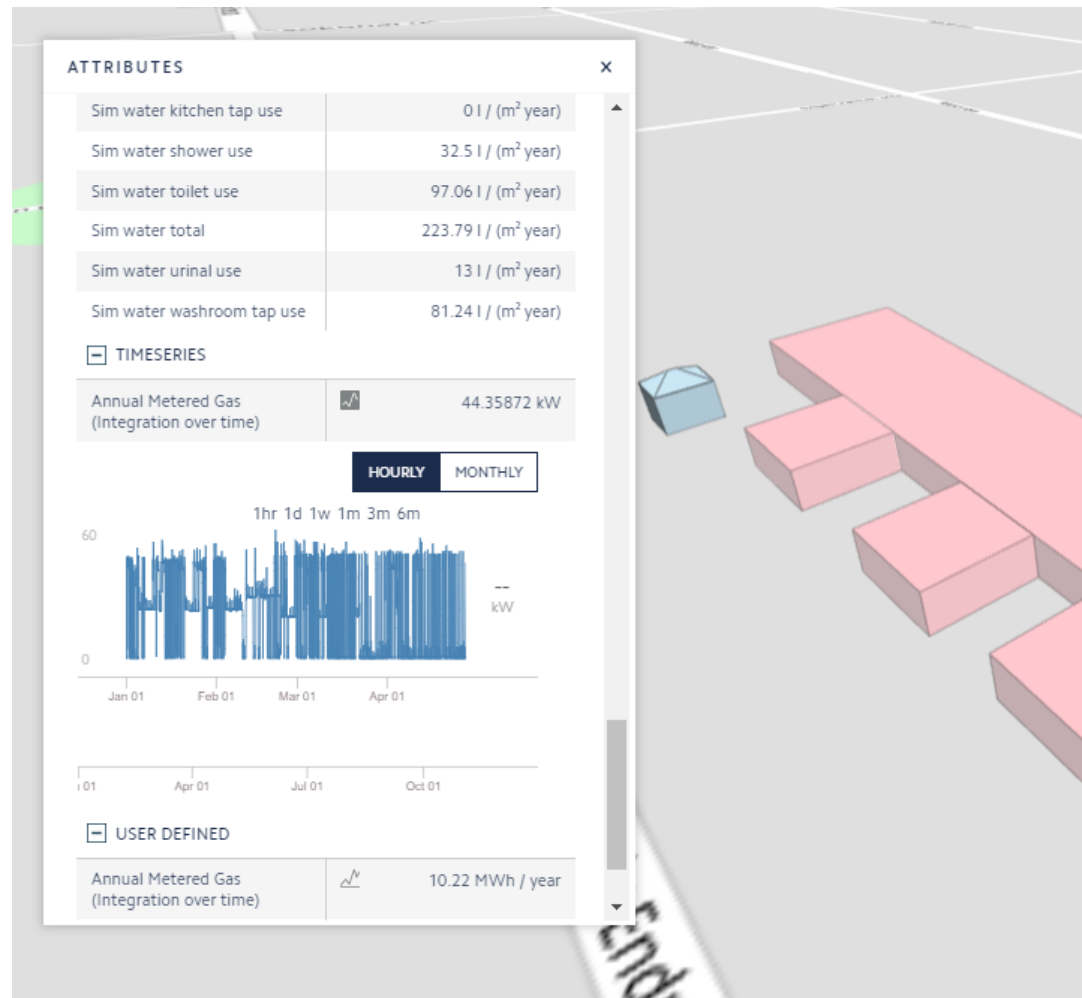 ATTRIBUTES ×
Sim water kitchen tap use 0 l / (m² year)
Sim water shower use 32.5 l / (m² year)
Sim water toilet use 97.06 l / (m² year)
Sim water total 223.79 l / (m² year)
Sim water urinal use 13 l / (m² year)
Sim water washroom tap use 81.24 l / (m² year)
TIMESERIES
Annual Metered Gas
(Integration over time) 44.35872 kW
HOURLY MONTHLY
1hr 1d 1w 1m 3m 6m
60
--
kW
0
Jan 01 Feb 01 Mar 01 Apr 01
01 Apr 01 Jul 01 Oct 01
USER DEFINED
Annual Metered Gas
(Integration over time) 10.22 MWh / year